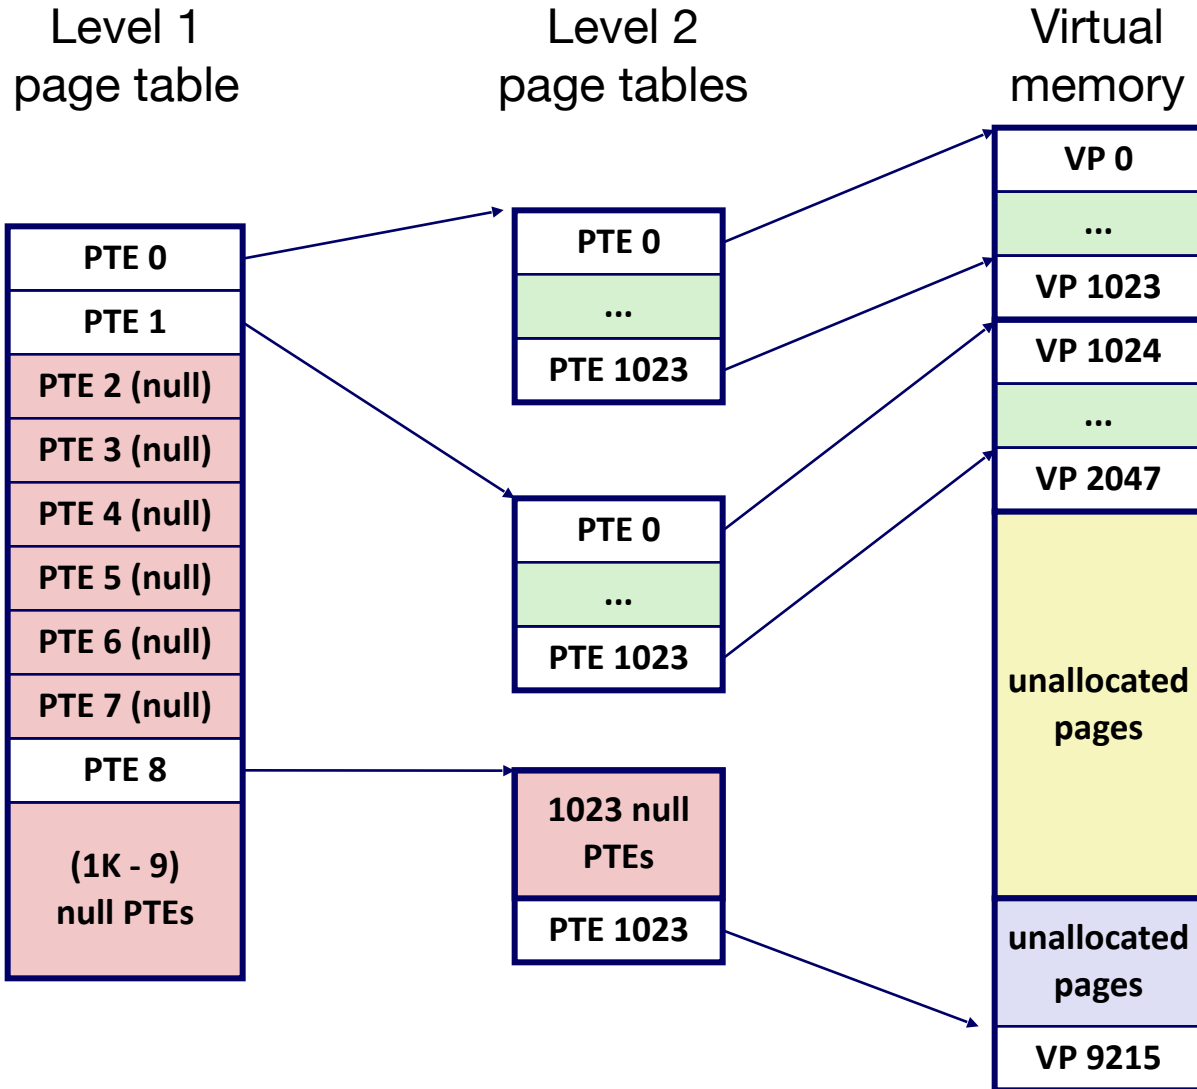 Level 1
page table
Level 2
page tables
Virtual
memory
PTE 0
PTE 1
PTE 2 (null)
PTE 3 (null)
PTE 4 (null)
PTE 5 (null)
PTE 6 (null)
PTE 7 (null)
PTE 8
(1K - 9)
null PTEs
PTE 0
...
PTE 1023
PTE 0
...
PTE 1023
1023 null
PTEs
PTE 1023
VP 0
...
VP 1023
VP 1024
...
VP 2047
unallocated
pages
unallocated
pages
VP 9215